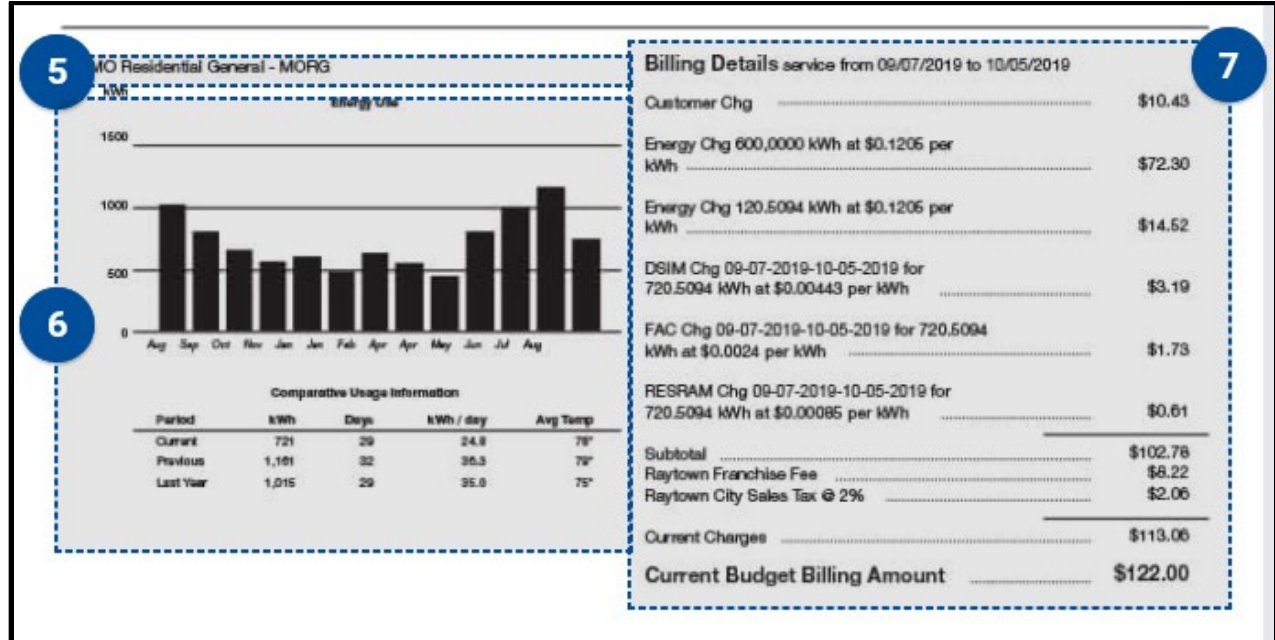 5
MO Residential General - MORG
kWh
Energy Use
1500
1000
500
0
Aug Sep Oct Nov Jan Jan Feb Apr Apr May Jun Jul Aug
6
Comparative Usage Information
Period kWh Days kWh / day Avg Temp
Current 721 29 24.8 78°
Previous 1,161 32 36.3 79°
Last Year 1,015 29 35.0 75°
7
Billing Details service from 09/07/2019 to 10/05/2019
Customer Chg $10.43
Energy Chg 600,0000 kWh at $0.1205 per
kWh $72.30
Energy Chg 120.5094 kWh at $0.1205 per
kWh $14.52
DSIM Chg 09-07-2019-10-05-2019 for
720.5094 kWh at $0.00443 per kWh $3.19
FAC Chg 09-07-2019-10-05-2019 for 720.5094
kWh at $0.0024 per kWh $1.73
RESRAM Chg 09-07-2019-10-05-2019 for
720.5094 kWh at $0.00085 per kWh $0.61
Subtotal $102.78
Raytown Franchise Fee $8.22
Raytown City Sales Tax @ 2% $2.06
Current Charges $113.06
Current Budget Billing Amount $122.00